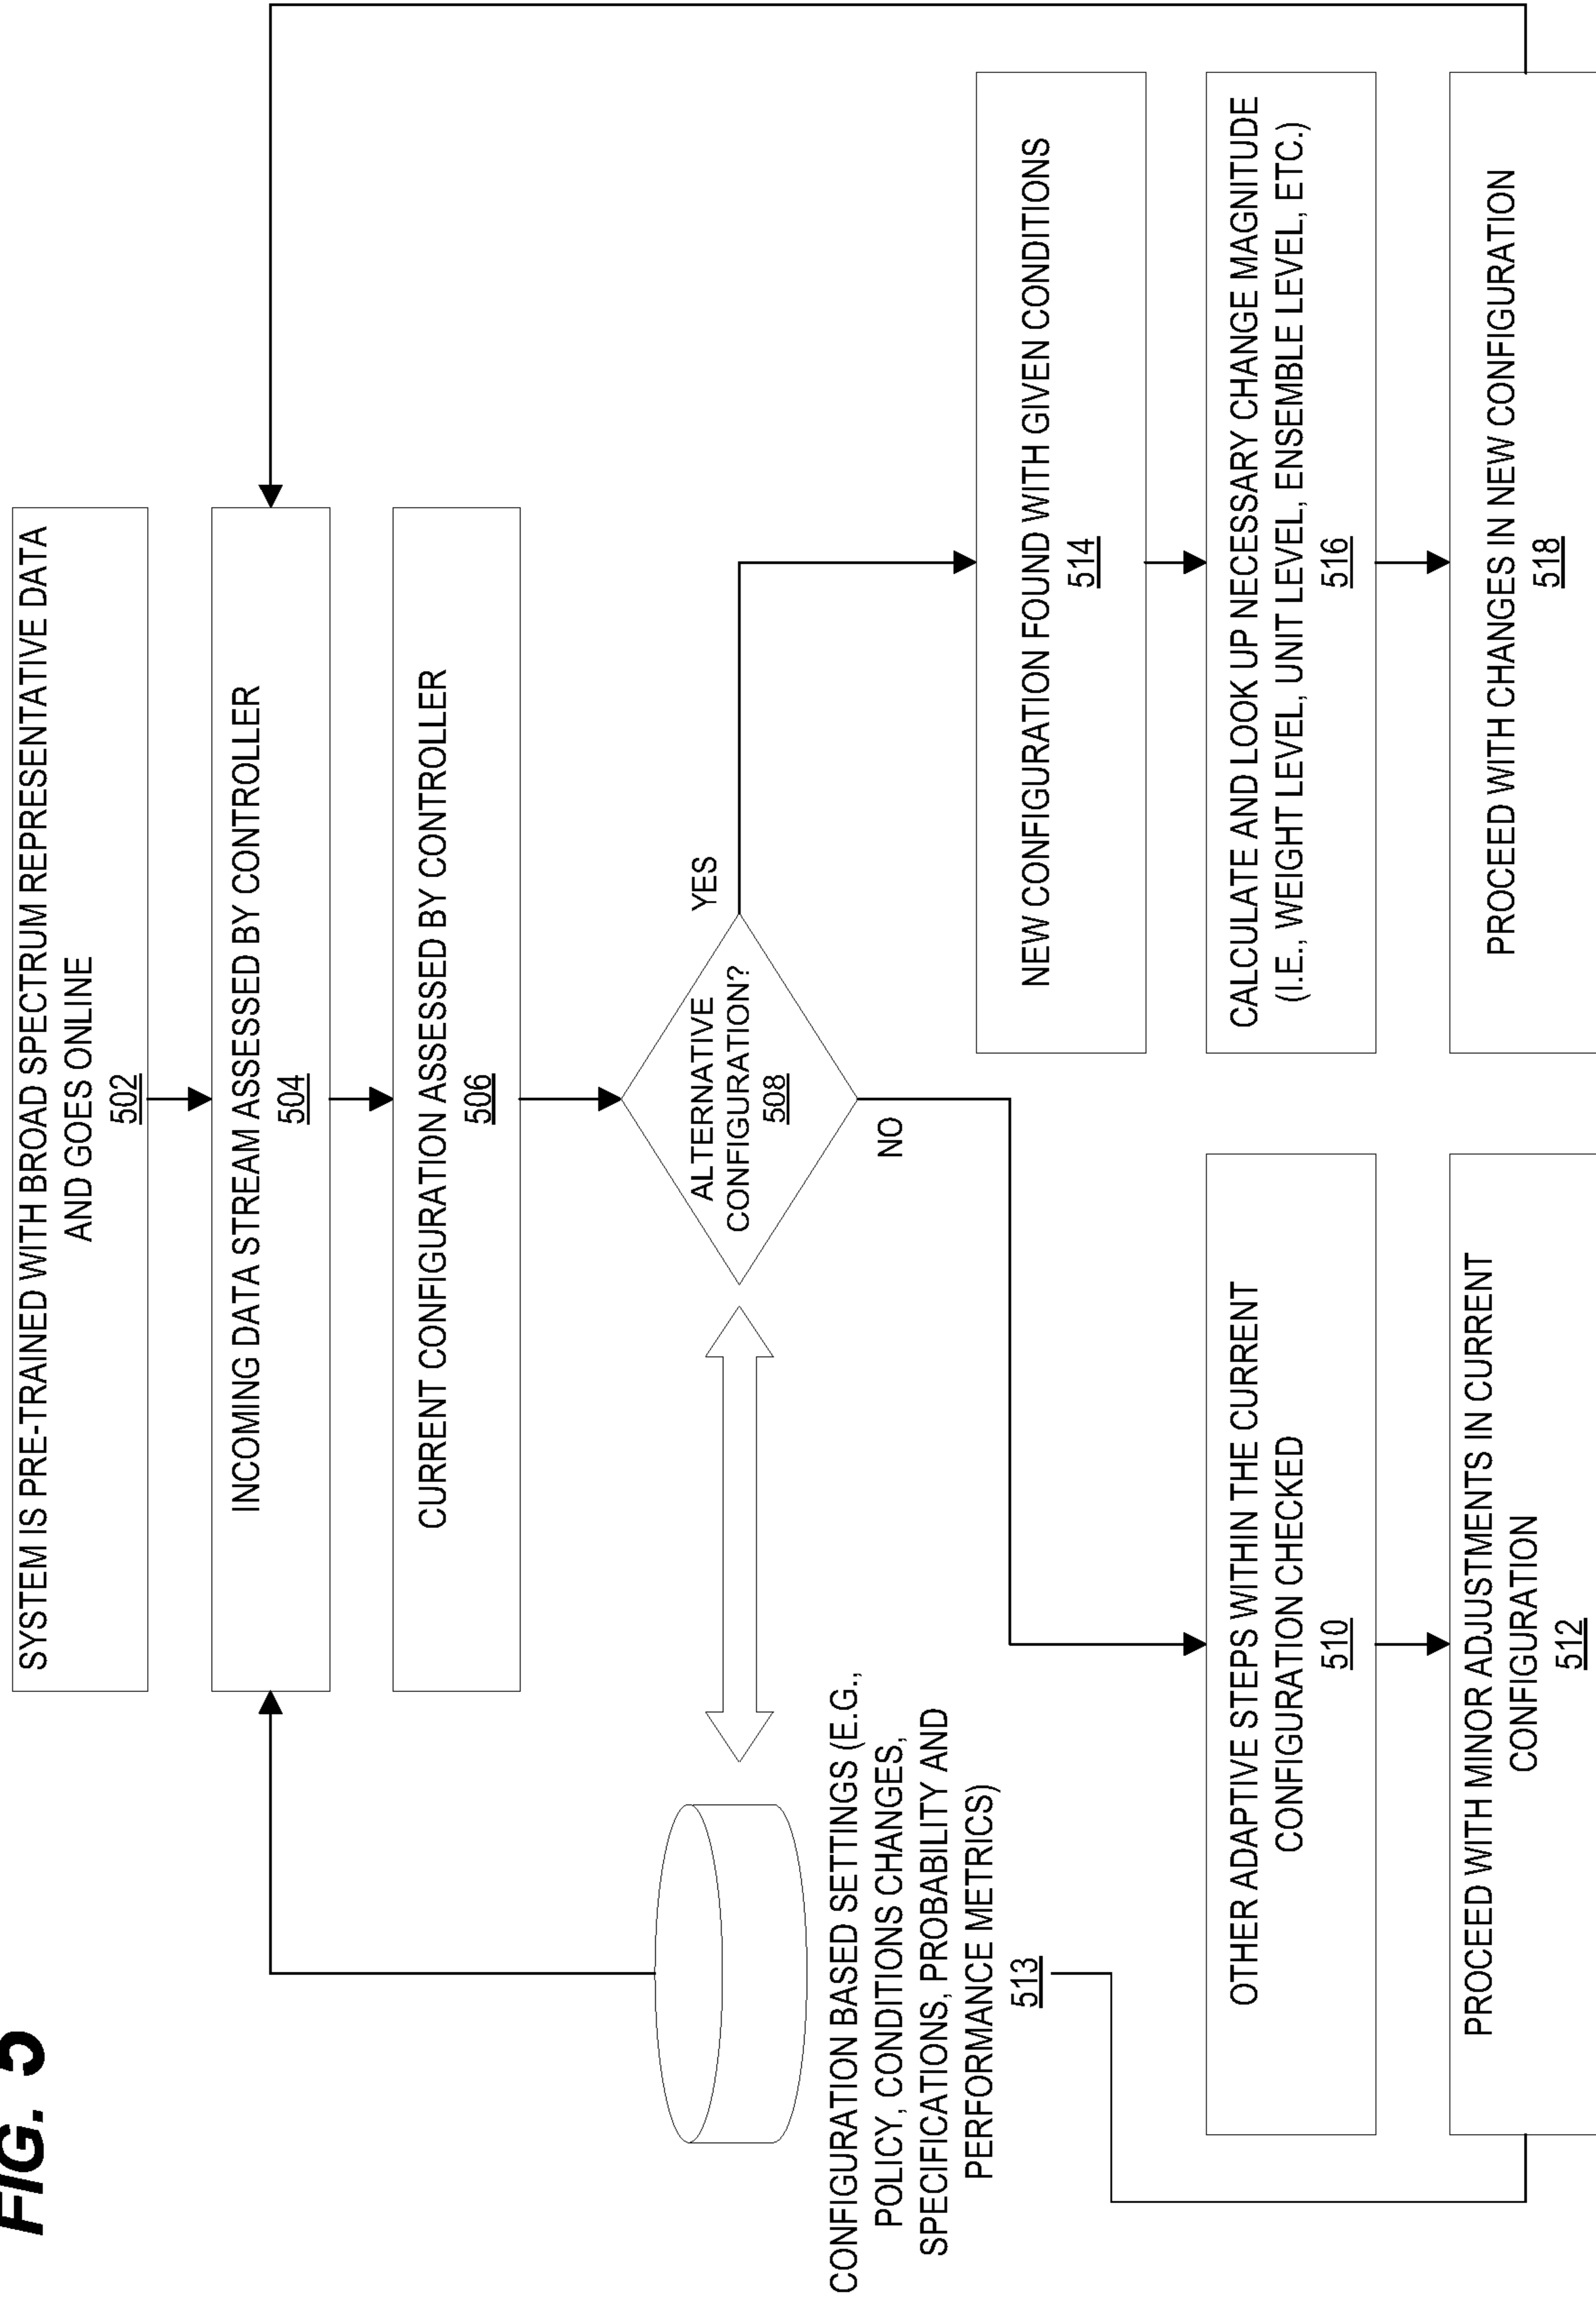 FIG. 5
SYSTEM IS PRE-TRAINED WITH BROAD SPECTRUM REPRESENTATIVE DATA
AND GOES ONLINE
502
INCOMING DATA STREAM ASSESSED BY CONTROLLER
504
CURRENT CONFIGURATION ASSESSED BY CONTROLLER
506
ALTERNATIVE
CONFIGURATION?
508
YES
NO
CONFIGURATION BASED SETTINGS (E.G.,
POLICY, CONDITIONS CHANGES,
SPECIFICATIONS, PROBABILITY AND
PERFORMANCE METRICS)
513
OTHER ADAPTIVE STEPS WITHIN THE CURRENT
CONFIGURATION CHECKED
510
PROCEED WITH MINOR ADJUSTMENTS IN CURRENT
CONFIGURATION
512
NEW CONFIGURATION FOUND WITH GIVEN CONDITIONS
514
CALCULATE AND LOOK UP NECESSARY CHANGE MAGNITUDE
(I.E., WEIGHT LEVEL, UNIT LEVEL, ENSEMBLE LEVEL, ETC.)
516
PROCEED WITH CHANGES IN NEW CONFIGURATION
518